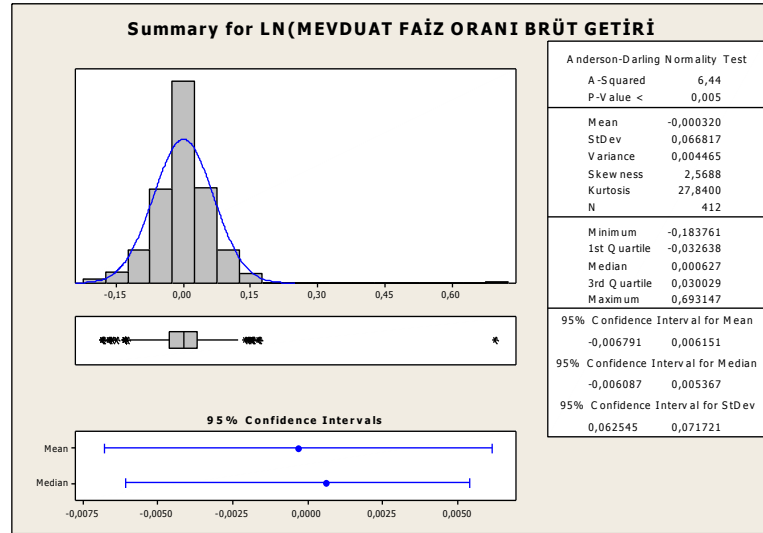 Summary for LN(MEVDUAT FAİZ ORANI BRÜT GETİRİ
-0,15 0,00 0,15 0,30 0,45 0,60
95% Confidence Intervals
Mean
Median
-0,0075 -0,0050 -0,0025 0,0000 0,0025 0,0050
Anderson-Darling Normality Test
A-Squared 6,44
P-Value < 0,005
Mean -0,000320
StDev 0,066817
Variance 0,004465
Skewness 2,5688
Kurtosis 27,8400
N 412
Minimum -0,183761
1st Quartile -0,032638
Median 0,000627
3rd Quartile 0,030029
Maximum 0,693147
95% Confidence Interval for Mean
-0,006791 0,006151
95% Confidence Interval for Median
-0,006087 0,005367
95% Confidence Interval for StDev
0,062545 0,071721